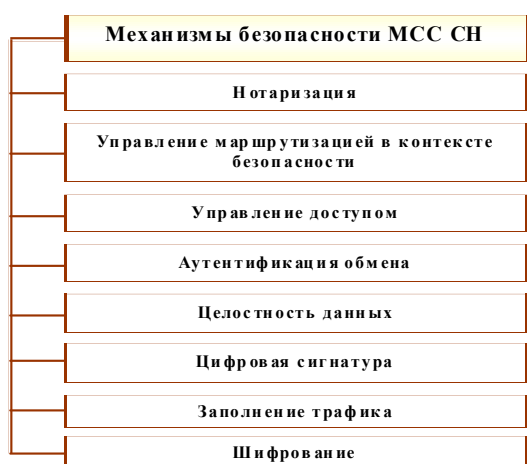 Механизмы безопасности МСС СН
Нотаризация
Управление маршрутизацией в контексте
безопасности
Управление доступом
Аутентификация обмена
Целостность данных
Цифровая сигнатура
Заполнение трафика
Шифрование